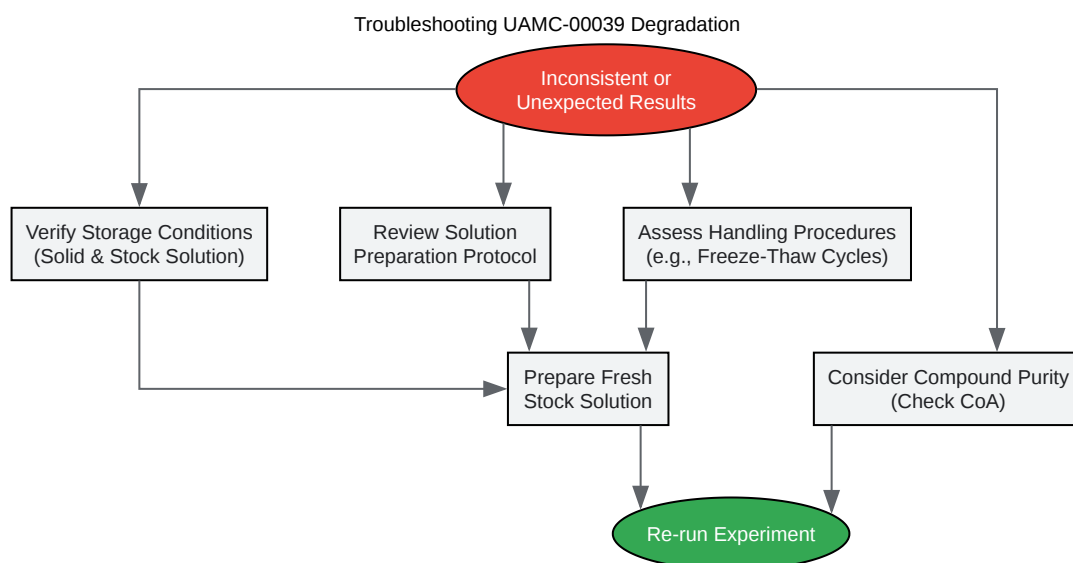 Troubleshooting UAMC-00039 Degradation
Inconsistent or
Unexpected Results
Verify Storage Conditions
(Solid & Stock Solution)
Review Solution
Preparation Protocol
Assess Handling Procedures
(e.g., Freeze-Thaw Cycles)
Prepare Fresh
Stock Solution
Consider Compound Purity
(Check CoA)
Re-run Experiment